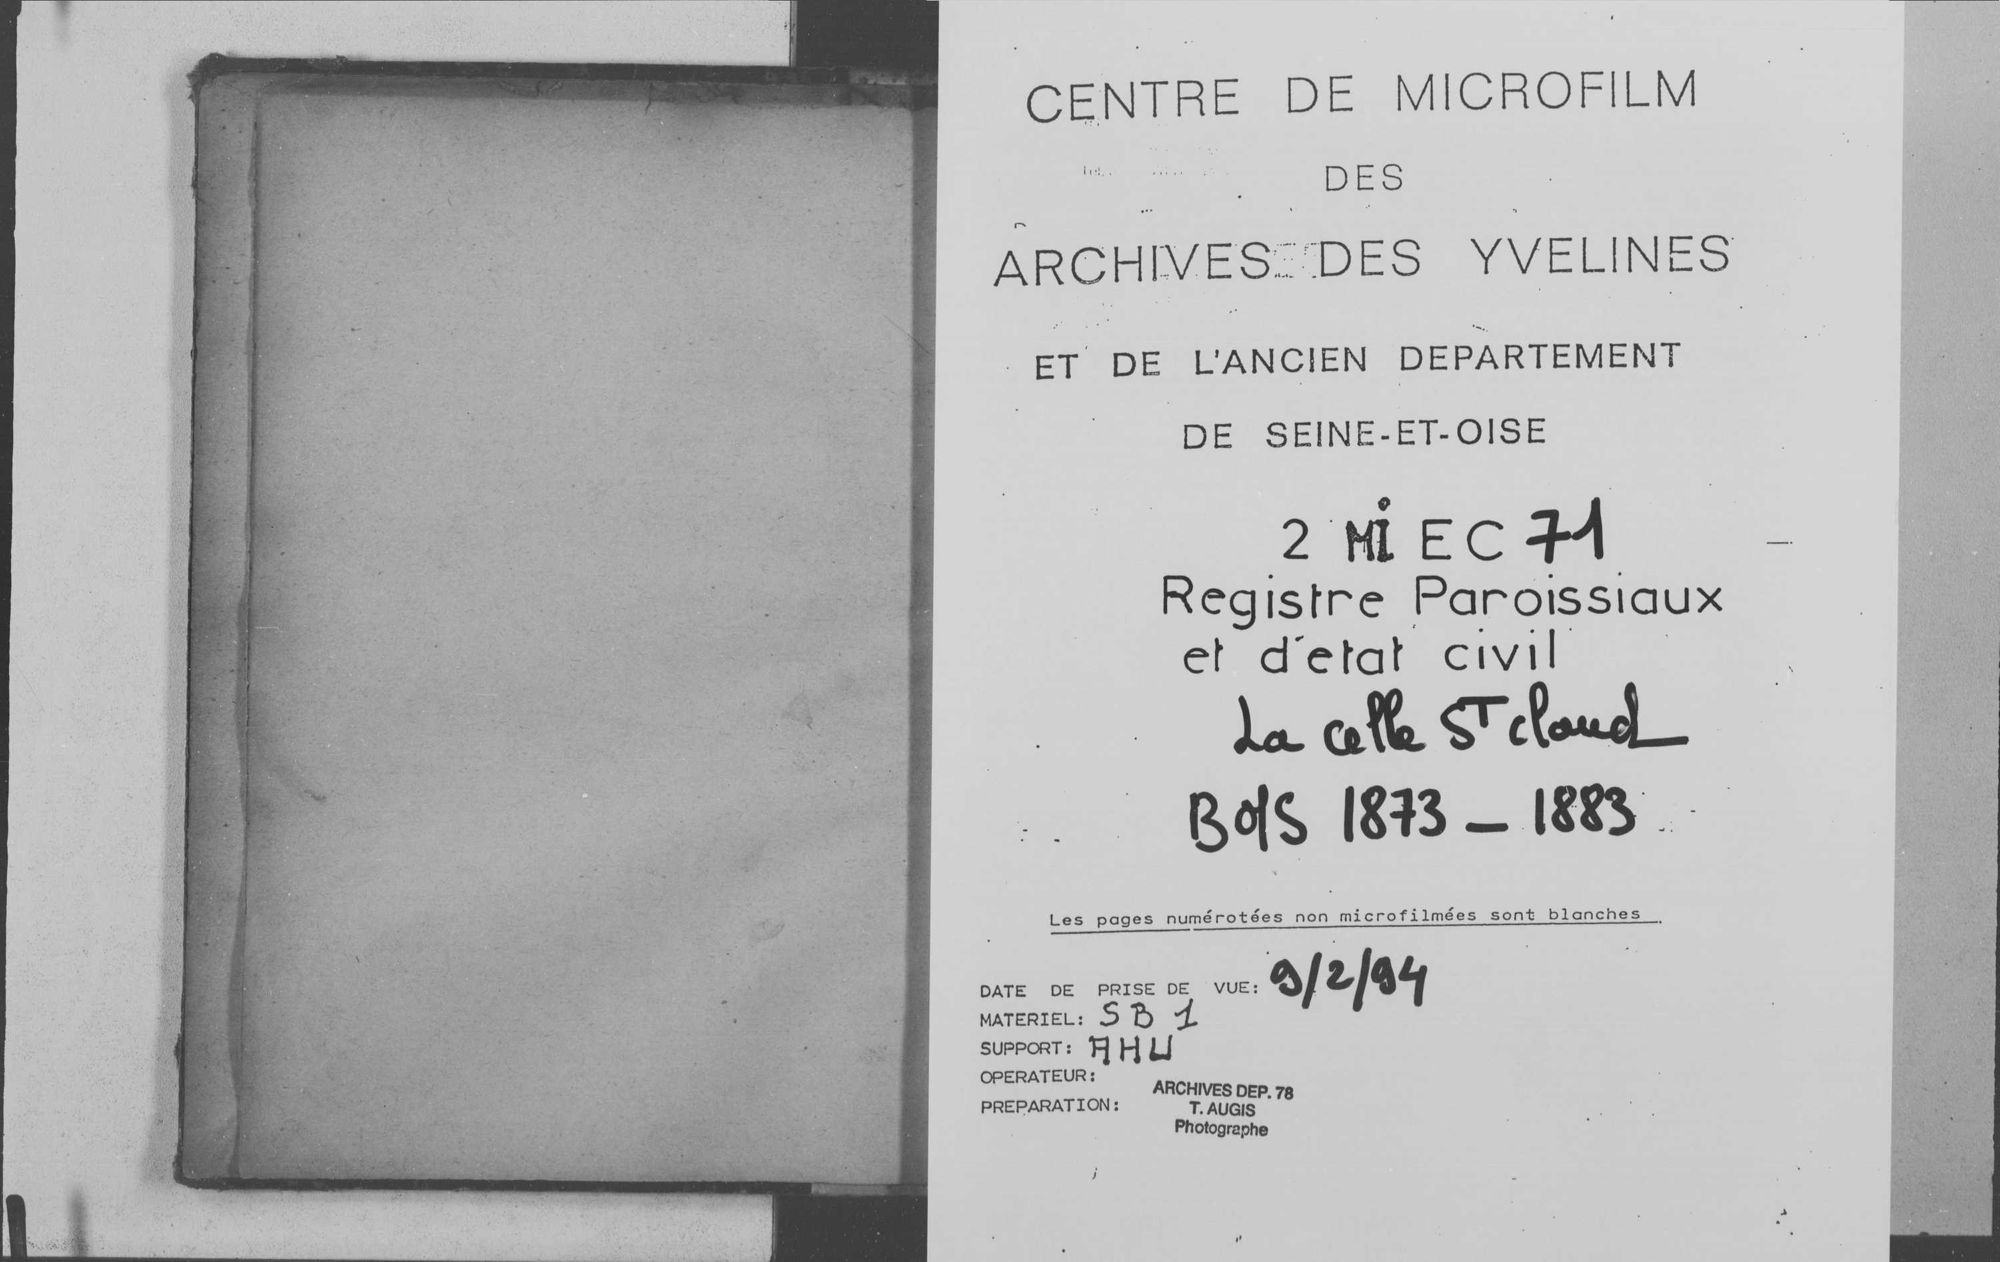 CENTRE DE MICROFILM
DES
ARCHIVES DES YVELINES
ET DE L'ANCIEN DEPARTEMENT
DE SEINE-ET-OISE
2 Mi EC 71
Registre Paroissiaux
et d'etat civil
La celle ST cloud
BMS 1873 - 1883
Les pages numérotées non microfilmées sont blanches.
DATE DE PRISE DE VUE: 9/2/94
MATERIEL: SB 1
SUPPORT: AHU
OPERATEUR:
PREPARATION:
ARCHIVES DEP. 78
T. AUGIS
Photographe